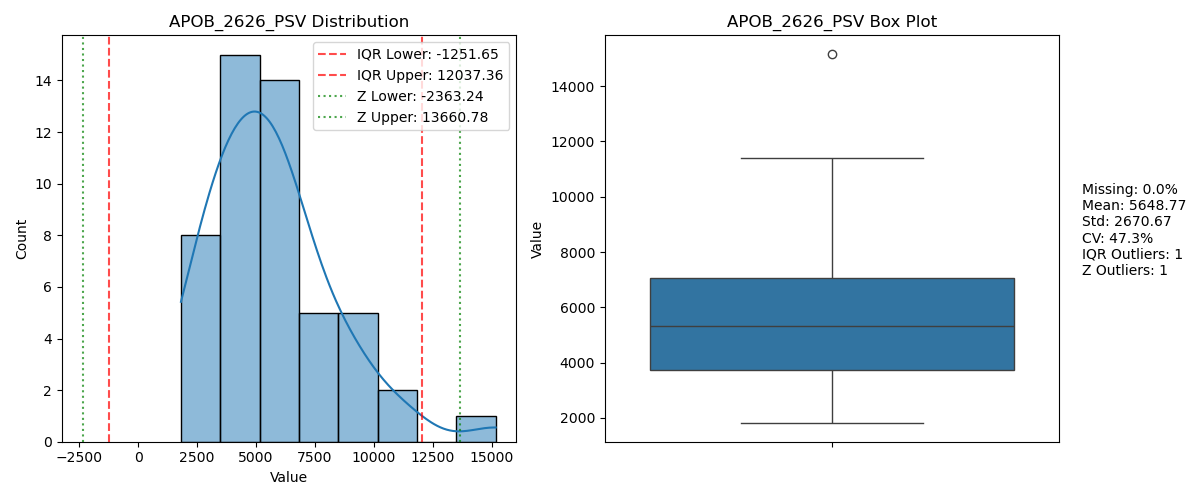 APOB_2626_PSV Distribution
IQR Lower: -1251.65
IQR Upper: 12037.36
Z Lower: -2363.24
Z Upper: 13660.78
Count
14
12
10
8
6
4
2
0
−2500
0
2500
5000
7500
10000
12500
15000
Value
APOB_2626_PSV Box Plot
Value
14000
12000
10000
8000
6000
4000
2000
Missing: 0.0%
Mean: 5648.77
Std: 2670.67
CV: 47.3%
IQR Outliers: 1
Z Outliers: 1